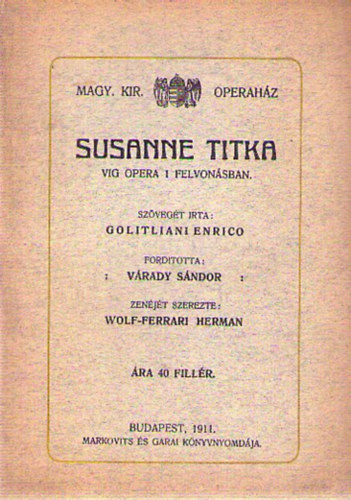 MAGY. KIR. OPERAHÁZ
SUSANNE TITKA
VIG OPERA 1 FELVONÁSBAN.
SZÖVEGÉT IRTA:
GOLITLIANI ENRICO
FORDITOTTA:
: VÁRADY SÁNDOR :
ZENÉJÉT SZEREZTE:
WOLF-FERRARI HERMAN
ÁRA 40 FILLÉR.
BUDAPEST, 1911.
MARKOVITS ÉS GARAI KÖNYVNYOMDÁJA.